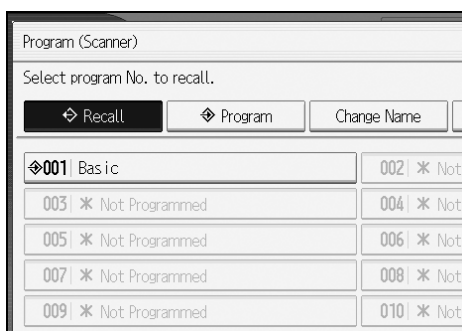 Program (Scanner)
Select program No. to recall.
Recall Program Change Name
001 Basic 002 * Not
003 * Not Programmed 004 * Not
005 * Not Programmed 006 * Not
007 * Not Programmed 008 * Not
009 * Not Programmed 010 * Not